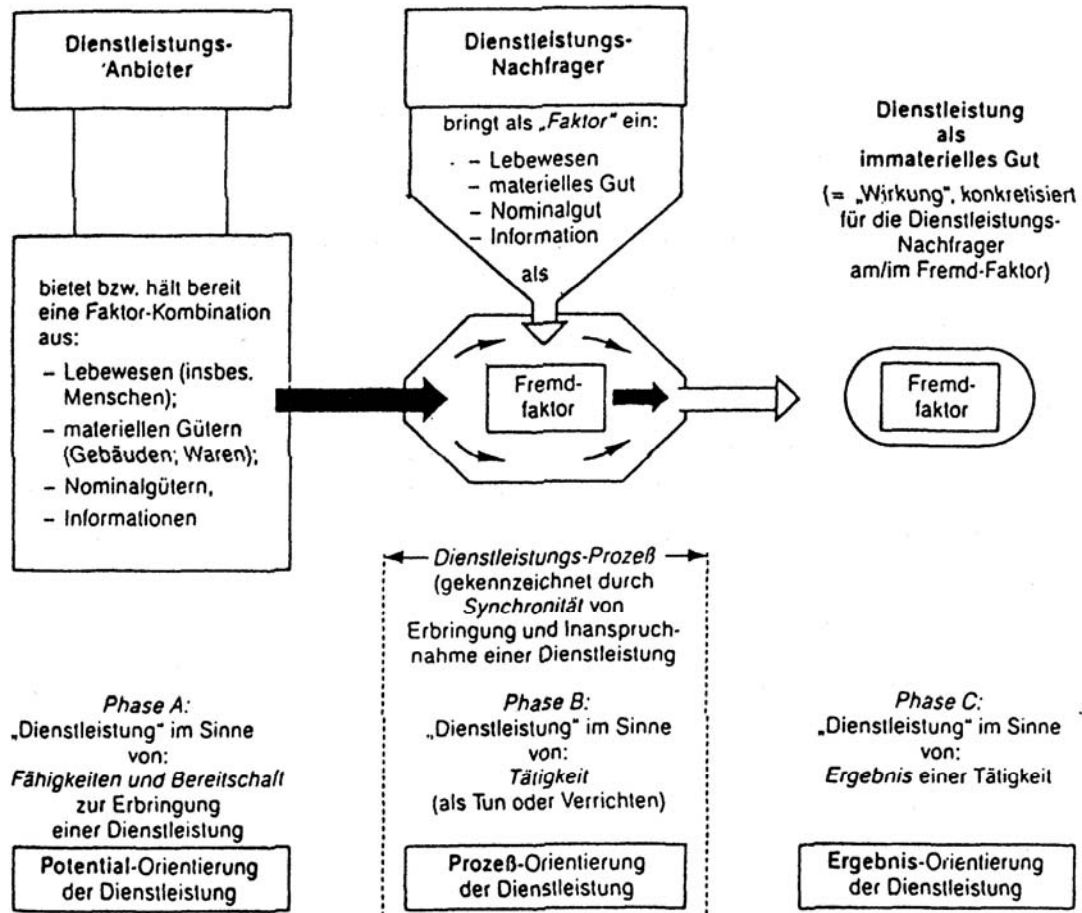 Dienstleistungs-
Anbieter
Dienstleistungs-
Nachfrager
bringt als „Faktor" ein:
– Lebewesen
– materielles Gut
– Nominalgut
– Information
als
Dienstleistung
als
immaterielles Gut
(= „Wirkung", konkretisiert
für die Dienstleistungs-
Nachfrager
am/im Fremd-Faktor)
bietet bzw. hält bereit
eine Faktor-Kombination
aus:
– Lebewesen (insbes.
Menschen);
– materiellen Gütern
(Gebäuden; Waren);
– Nominalgütern,
– Informationen
Fremd-
faktor
Fremd-
faktor
Dienstleistungs-Prozeß
(gekennzeichnet durch
Synchronität von
Erbringung und Inanspruch-
nahme einer Dienstleistung
Phase A:
„Dienstleistung" im Sinne
von:
Fähigkeiten und Bereitschaft
zur Erbringung
einer Dienstleistung
Potential-Orientierung
der Dienstleistung
Phase B:
„Dienstleistung" im Sinne
von:
Tätigkeit
(als Tun oder Verrichten)
Prozeß-Orientierung
der Dienstleistung
Phase C:
„Dienstleistung" im Sinne
von:
Ergebnis einer Tätigkeit
Ergebnis-Orientierung
der Dienstleistung